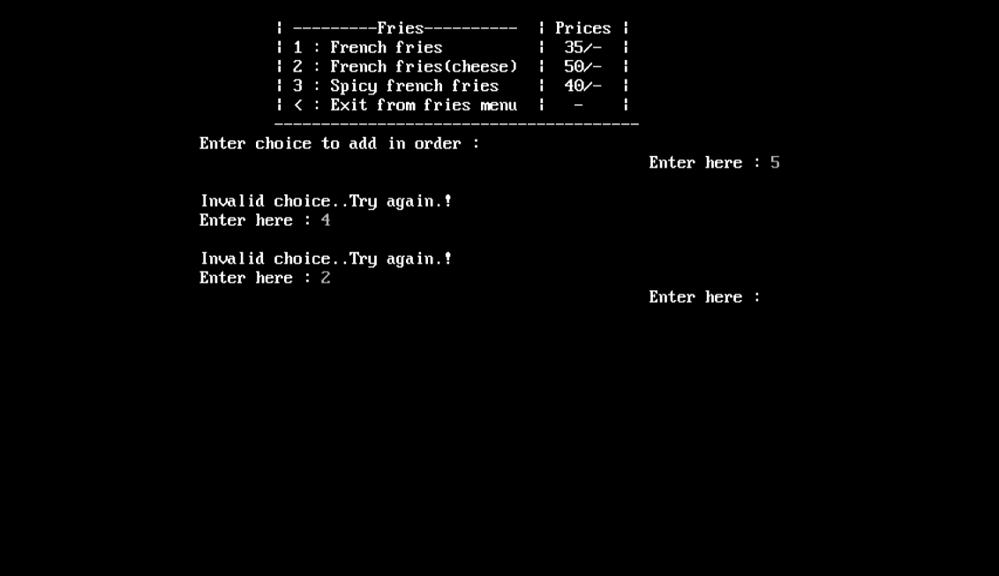 ¦ ---------Fries----------  ¦ Prices ¦
¦ 1 : French fries          ¦  35/-  ¦
¦ 2 : French fries(cheese)  ¦  50/-  ¦
¦ 3 : Spicy french fries    ¦  40/-  ¦
¦ < : Exit from fries menu  ¦   -    ¦
---------------------------------------
Enter choice to add in order :
Enter here : 5
Invalid choice..Try again.!
Enter here : 4
Invalid choice..Try again.!
Enter here : 2
Enter here :